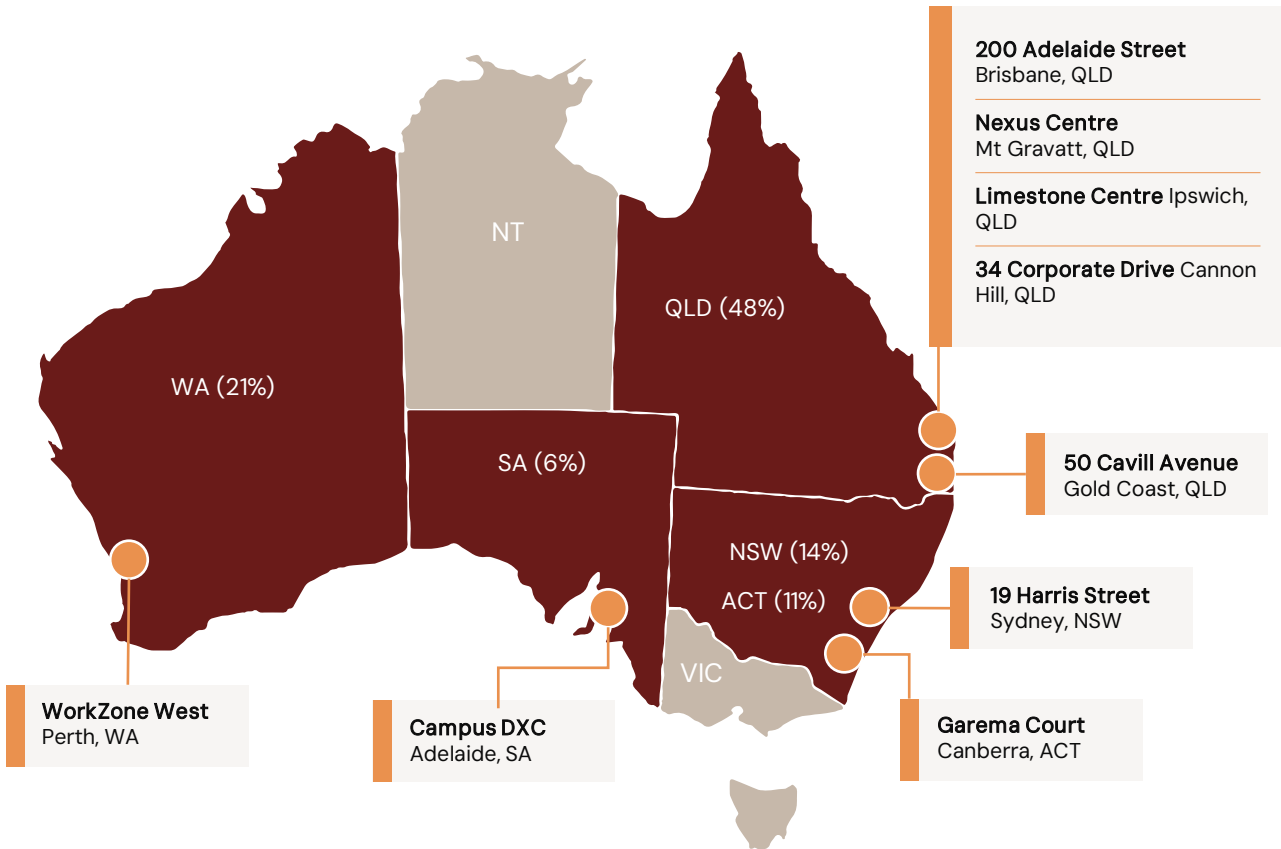 200 Adelaide Street
Brisbane, QLD
Nexus Centre
Mt Gravatt, QLD
Limestone Centre Ipswich,
QLD
34 Corporate Drive Cannon
Hill, QLD
NT
QLD (48%)
WA (21%)
SA (6%)
50 Cavill Avenue
Gold Coast, QLD
NSW (14%)
ACT (11%)
19 Harris Street
Sydney, NSW
VIC
WorkZone West
Perth, WA
Campus DXC
Adelaide, SA
Garema Court
Canberra, ACT